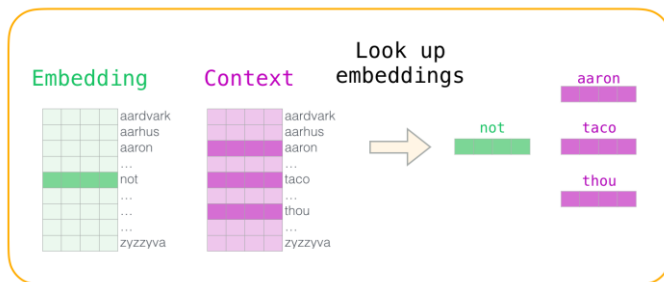 Look up
embeddings
Embedding
Context
aardvark
aarhus
aaron
...
not
...
...
...
zyzzyva
aardvark
aarhus
aaron
...
taco
...
thou
...
zyzzyva
not
aaron
taco
thou